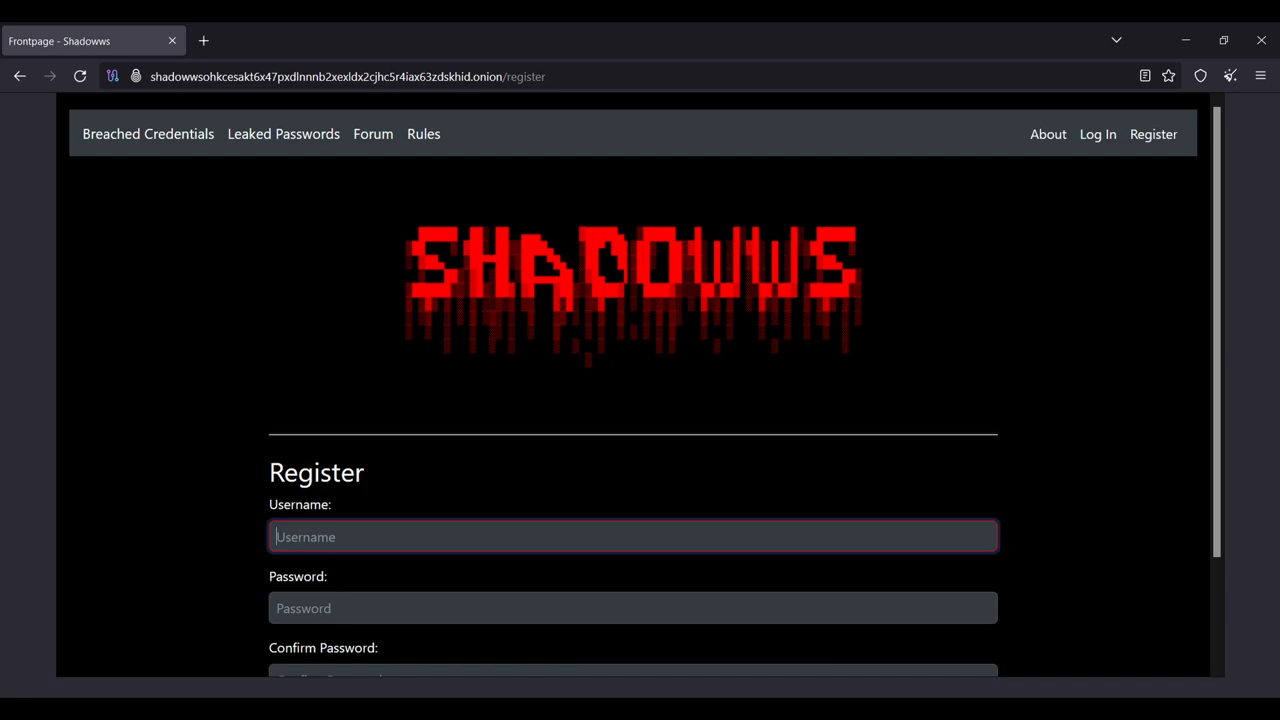 Frontpage - Shadowws
shadowwsohkcesakt6x47pxdlnnnb2xexldx2cjhc5r4iax63zdskhid.onion/register
Breached Credentials Leaked Passwords Forum Rules About Log In Register
SHADOWWS
Register
Username:
Username
Password:
Password
Confirm Password: